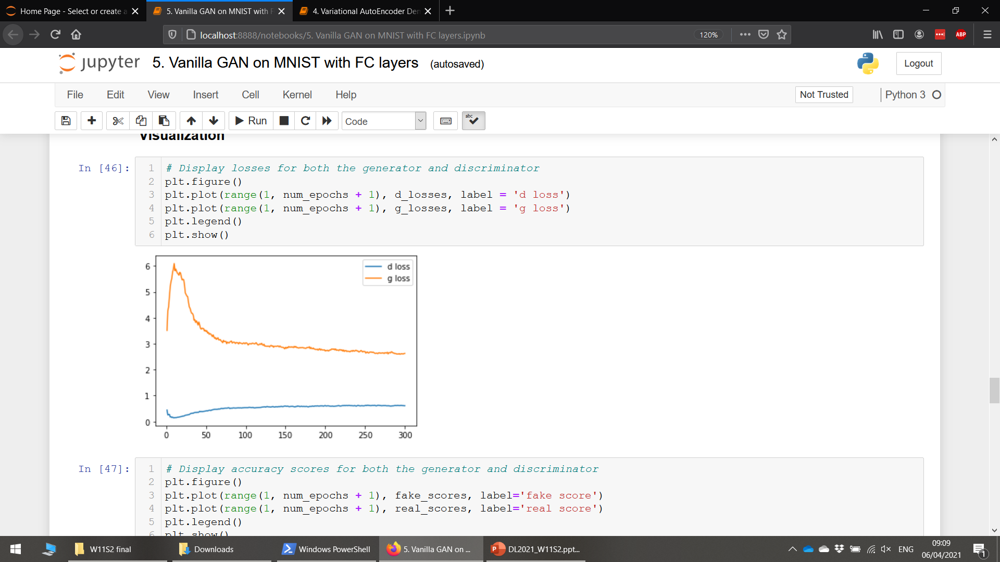 Home Page - Select or create a
5. Vanilla GAN on MNIST with F
4. Variational AutoEncoder Den
localhost:8888/notebooks/5. Vanilla GAN on MNIST with FC layers.ipynb
120%
ABP
jupyter 5. Vanilla GAN on MNIST with FC layers (autosaved)
Logout
File Edit View Insert Cell Kernel Help
Not Trusted
Python 3
Run
Code
abc
Visualization
In [46]:
1 # Display losses for both the generator and discriminator
2 plt.figure()
3 plt.plot(range(1, num_epochs + 1), d_losses, label = 'd loss')
4 plt.plot(range(1, num_epochs + 1), g_losses, label = 'g loss')
5 plt.legend()
6 plt.show()
d loss
g loss
6
5
4
3
2
1
0
0 50 100 150 200 250 300
In [47]:
1 # Display accuracy scores for both the generator and discriminator
2 plt.figure()
3 plt.plot(range(1, num_epochs + 1), fake_scores, label='fake score')
4 plt.plot(range(1, num_epochs + 1), real_scores, label='real score')
5 plt.legend()
6 plt.show()
W11S2 final
Downloads
Windows PowerShell
5. Vanilla GAN on ...
DL2021_W11S2.ppt...
ENG
09:09
06/04/2021
1